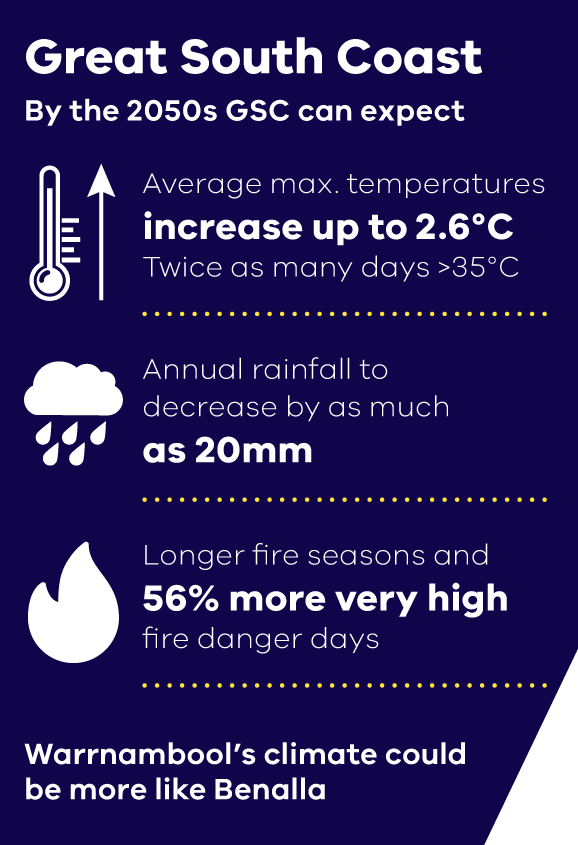 Great South Coast
By the 2050s GSC can expect
Average max. temperatures
increase up to 2.6°C
Twice as many days >35°C
Annual rainfall to
decrease by as much
as 20mm
Longer fire seasons and
56% more very high
fire danger days
Warrnambool’s climate could
be more like Benalla